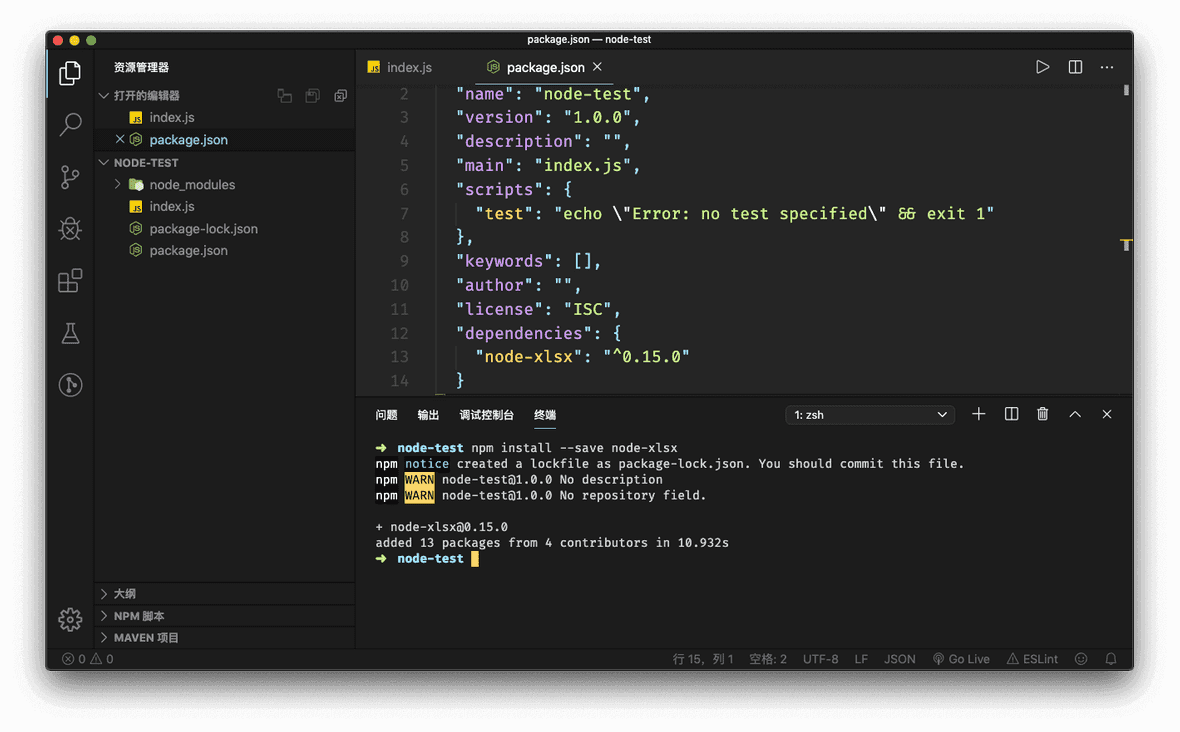 package.json — node-test
资源管理器
打开的编辑器
JS index.js
package.json
NODE-TEST
node_modules
JS index.js
package-lock.json
package.json
大纲
NPM 脚本
MAVEN 项目
JS index.js
package.json
2 "name": "node-test",
3 "version": "1.0.0",
4 "description": "",
5 "main": "index.js",
6 "scripts": {
7 "test": "echo \"Error: no test specified\" && exit 1"
8 },
9 "keywords": [],
10 "author": "",
11 "license": "ISC",
12 "dependencies": {
13 "node-xlsx": "^0.15.0"
14 }
问题 输出 调试控制台 终端 1: zsh
➜ node-test npm install --save node-xlsx
npm notice created a lockfile as package-lock.json. You should commit this file.
npm WARN node-test@1.0.0 No description
npm WARN node-test@1.0.0 No repository field.
+ node-xlsx@0.15.0
added 13 packages from 4 contributors in 10.932s
➜ node-test
0 0 行 15，列 1 空格: 2 UTF-8 LF JSON Go Live ESLint